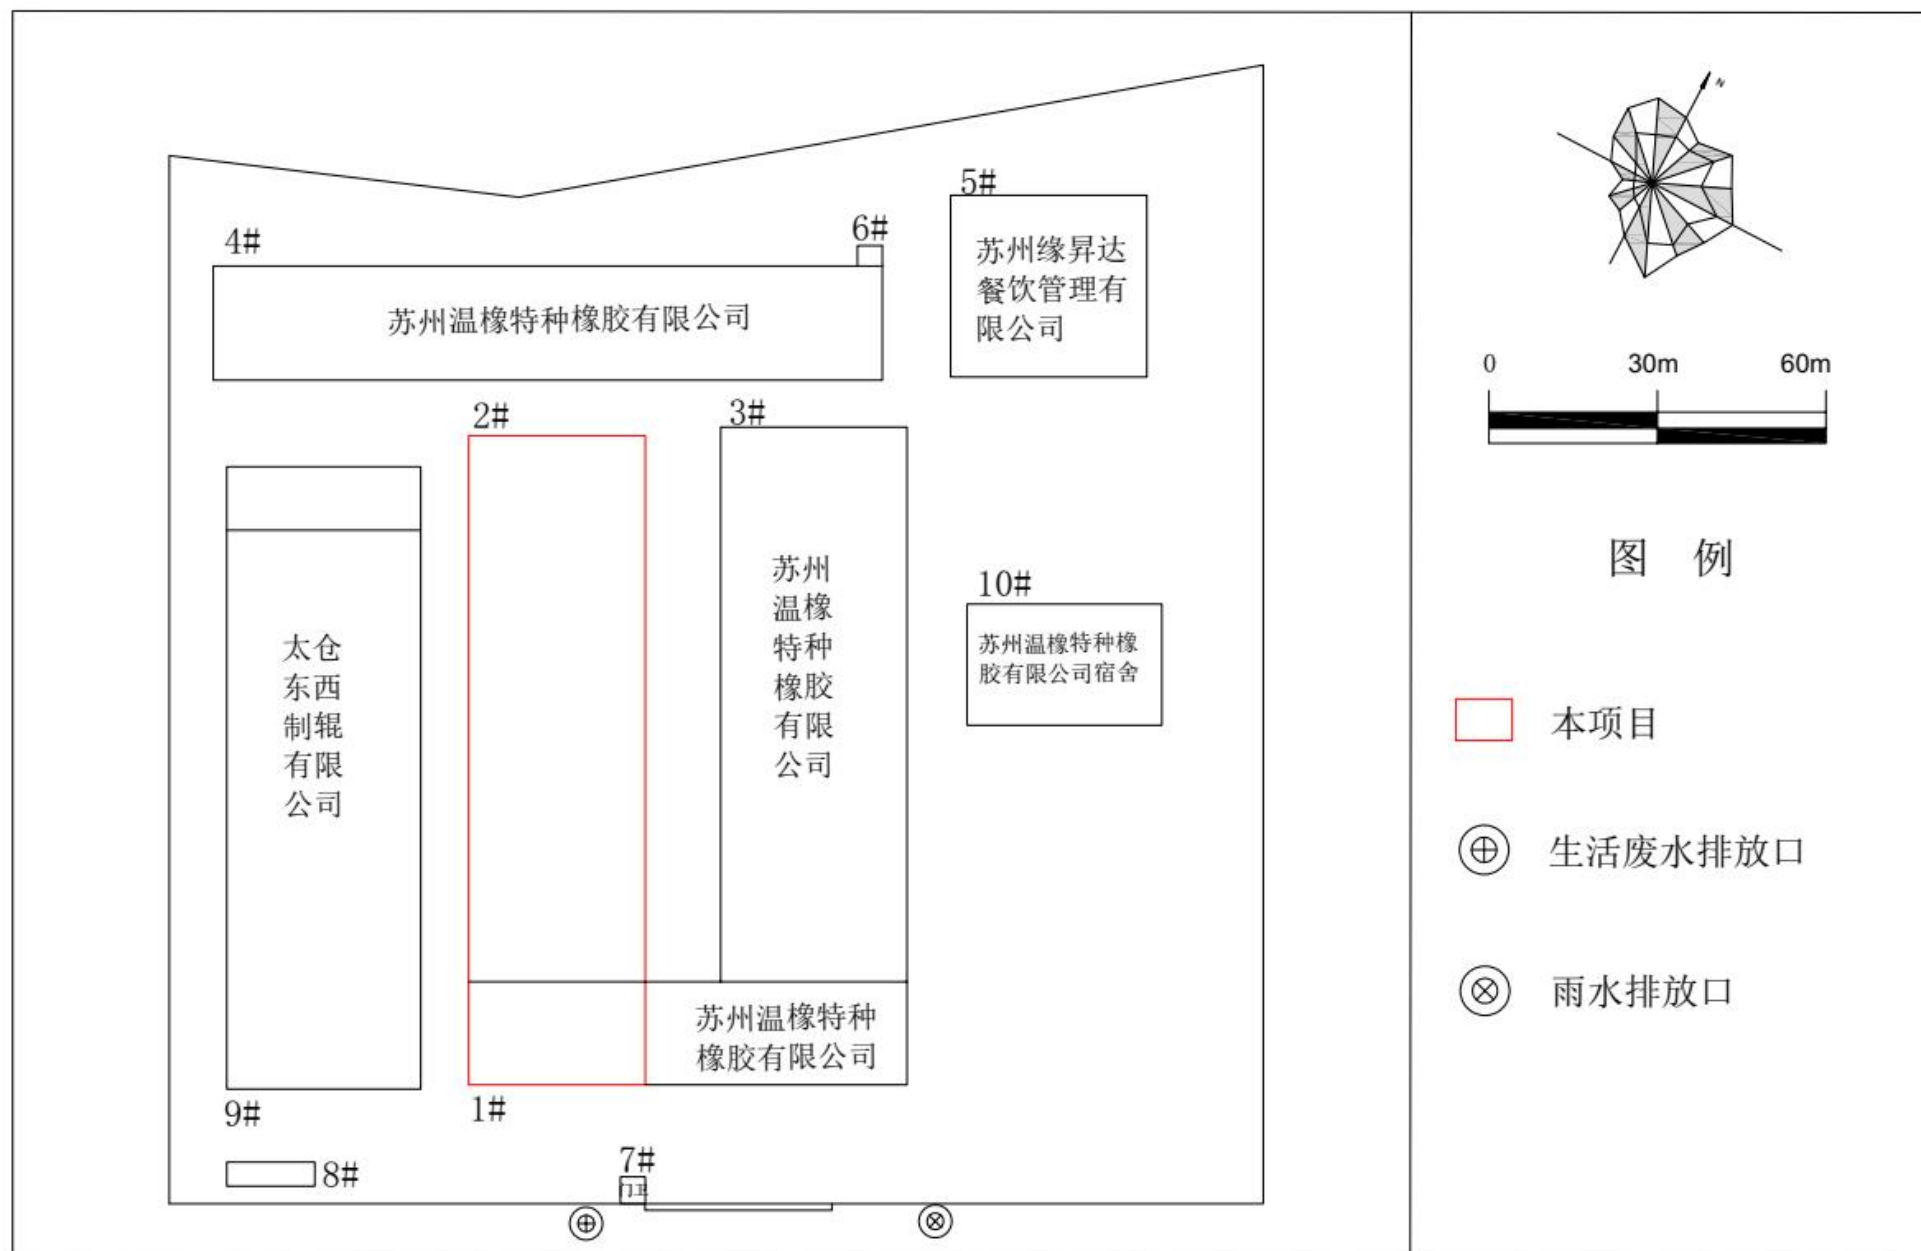 N
5#
苏州缘昇达
餐饮管理有
限公司
6#
4#
苏州温橡特种橡胶有限公司
0 30m 60m
2#
3#
苏州
温橡
特种
橡胶
有限
公司
图 例
10#
苏州温橡特种橡
胶有限公司宿舍
太仓
东西
制辊
有限
公司
本项目
生活废水排放口
雨水排放口
苏州温橡特种
橡胶有限公司
9#
1#
7#
门卫
8#